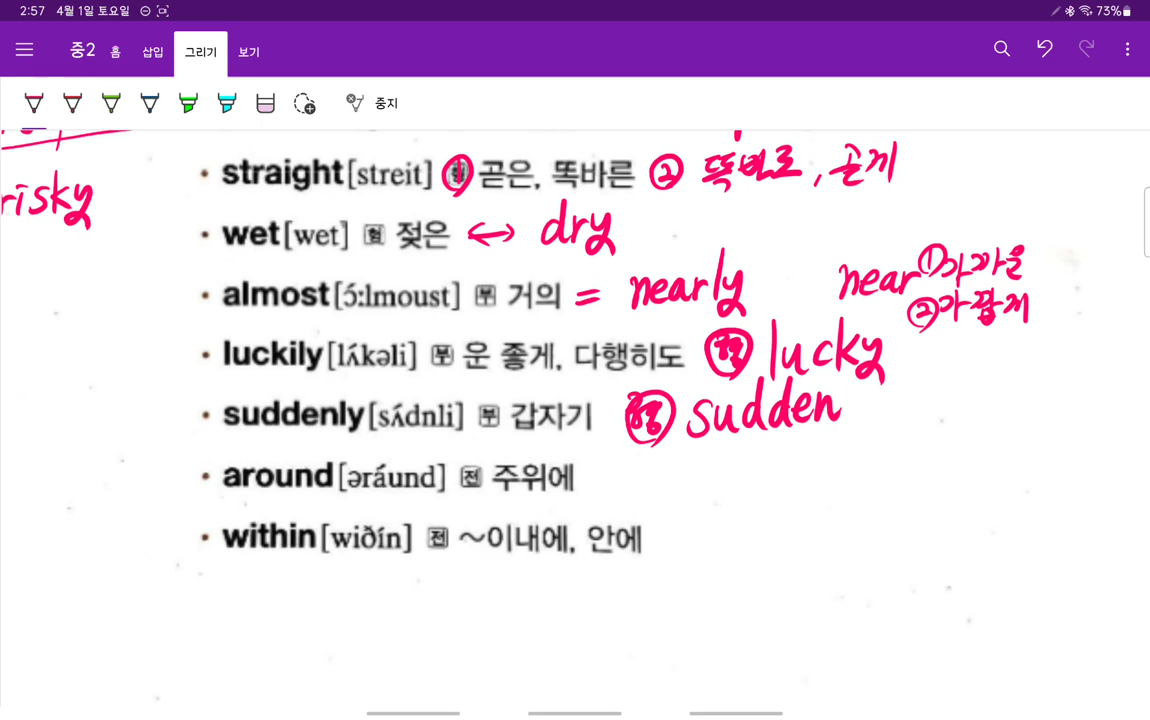 2:57 4월 1일 토요일 73%
중2 홈 삽입 그리기 보기
중지
straight[streit] ① 형 곧은, 똑바른 ② 똑바로, 곧게
risky
wet[wet] 형 젖은 ↔ dry
almost[ɔ́ːlmoust] 부 거의 = nearly near ①가까운
②가깝게
luckily[lʌ́kəli] 부 운 좋게, 다행히도 형 lucky
suddenly[sʌ́dnli] 부 갑자기 형 sudden
around[əráund] 전 주위에
within[wiðín] 전 ～이내에, 안에